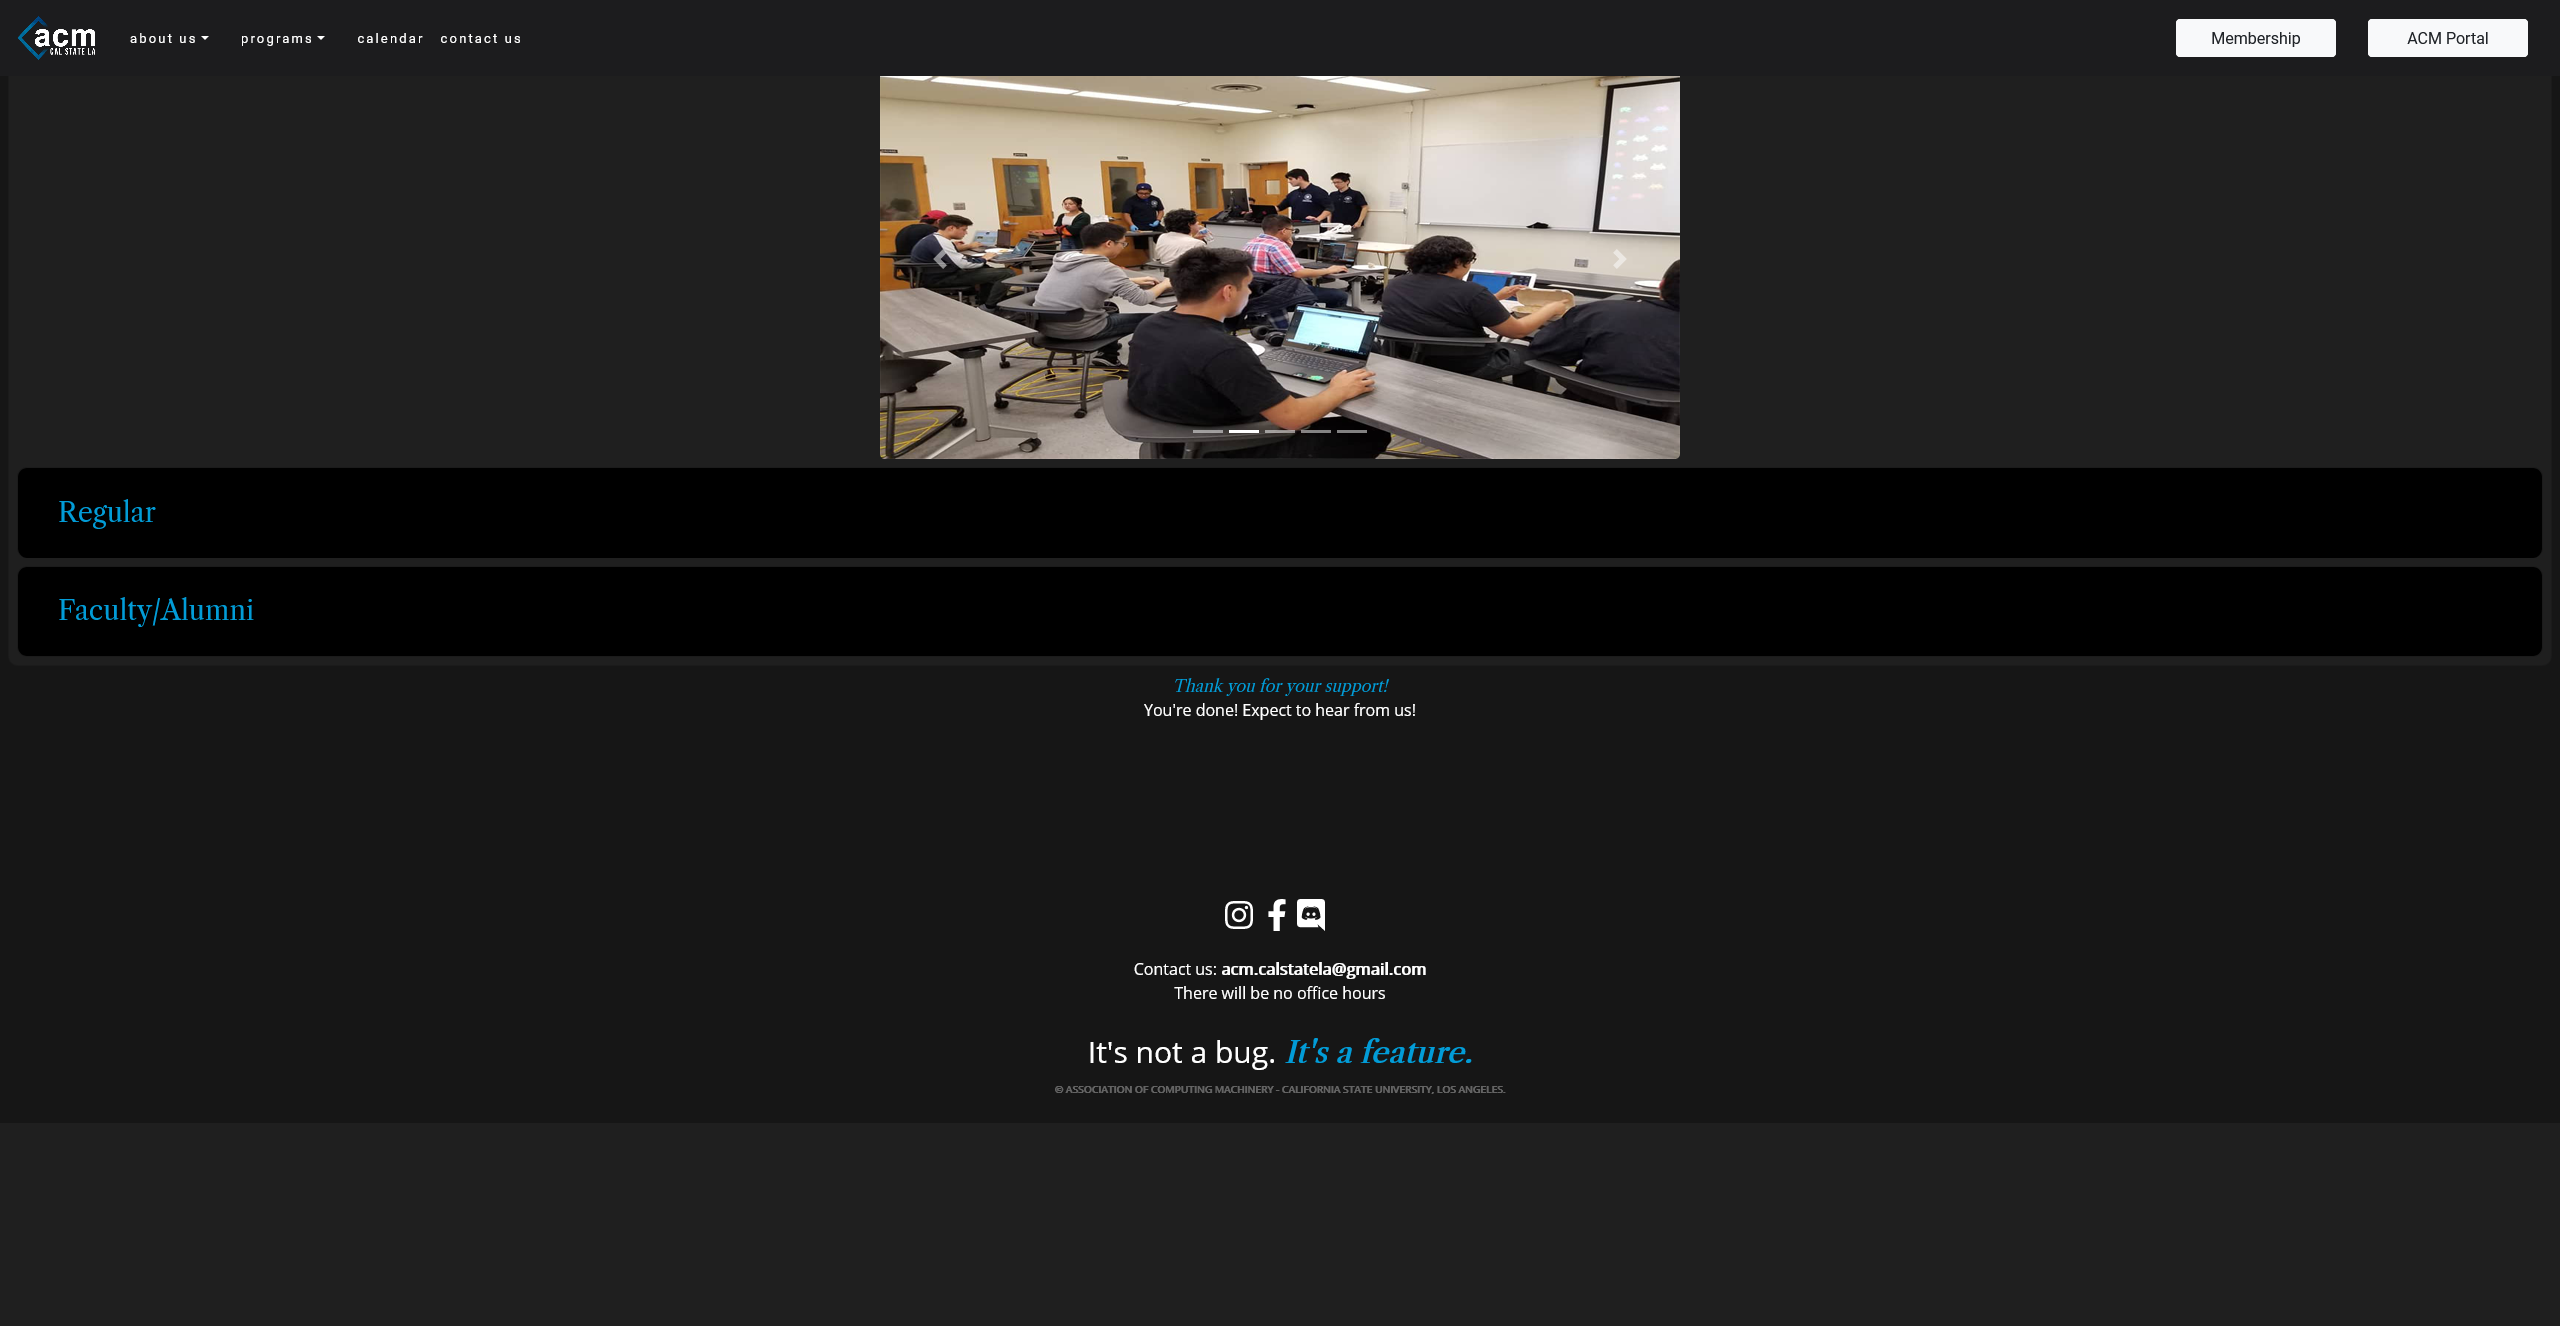 acm
CAL STATE LA
about us
programs
calendar
contact us
Membership
ACM Portal
Regular
Faculty/Alumni
Thank you for your support!
You're done! Expect to hear from us!
Contact us: acm.calstatela@gmail.com
There will be no office hours
It's not a bug. It's a feature.
© ASSOCIATION OF COMPUTING MACHINERY - CALIFORNIA STATE UNIVERSITY, LOS ANGELES.